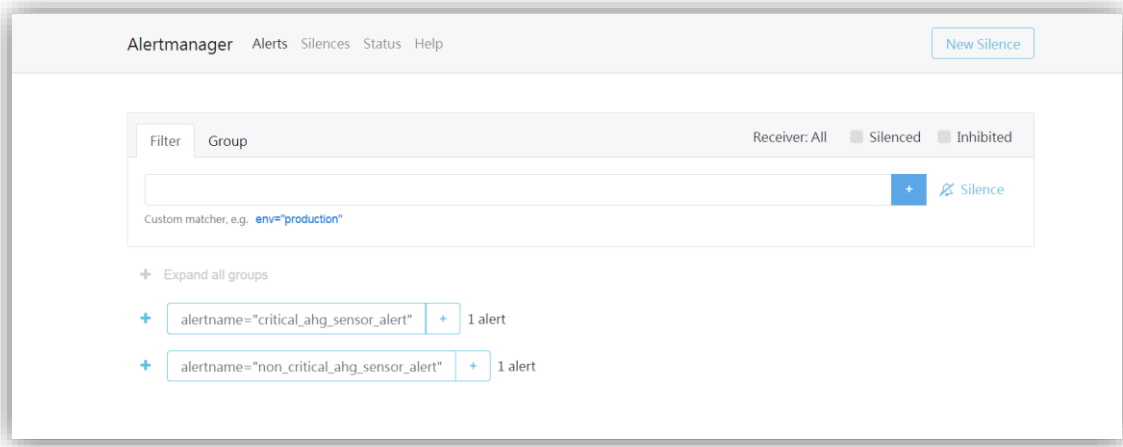 Alertmanager Alerts Silences Status Help New Silence
Filter Group Receiver: All Silenced Inhibited
+ Silence
Custom matcher, e.g. env="production"
+ Expand all groups
+ alertname="critical_ahg_sensor_alert" + 1 alert
+ alertname="non_critical_ahg_sensor_alert" + 1 alert